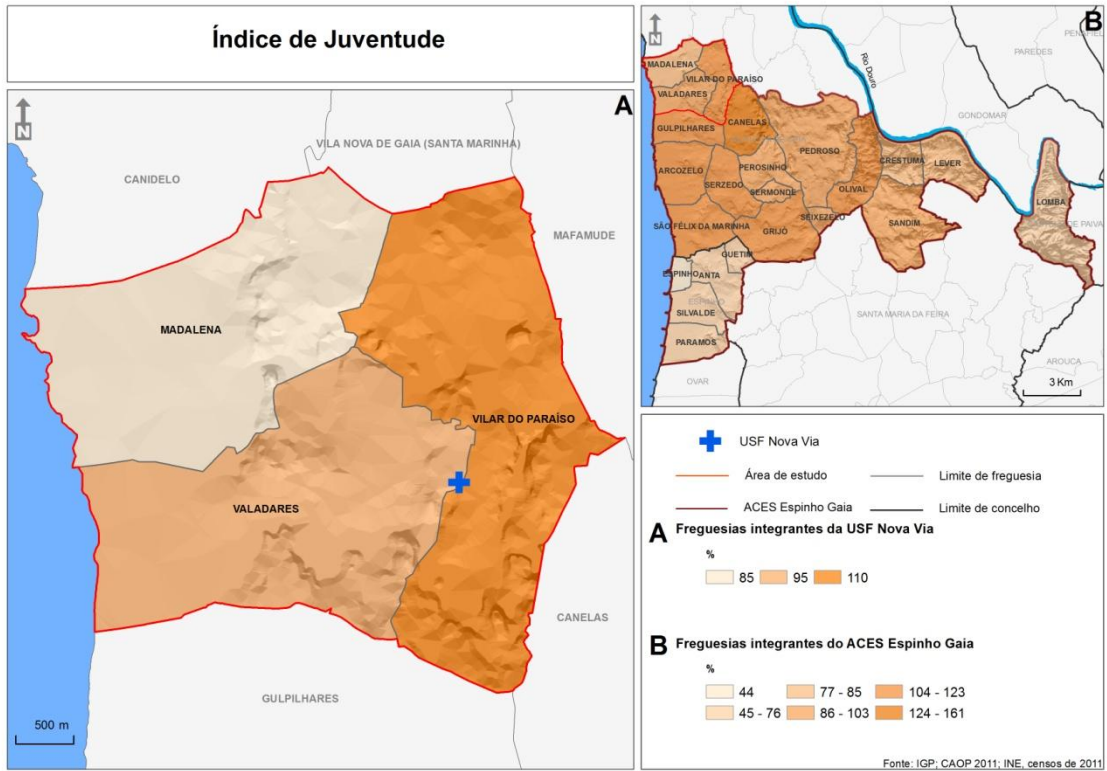 Índice de Juventude
A
N
VILA NOVA DE GAIA (SANTA MARINHA)
CANIDELO
MAFAMUDE
MADALENA
VILAR DO PARAÍSO
VALADARES
CANELAS
GULPILHARES
500 m
B
N
PENAFIEL
PAREDES
Rio Douro
MADALENA
VILAR DO PARAÍSO
VALADARES
GONDOMAR
GULPILHARES
CANELAS
PEDROSO
CRESTUMA
LEVER
ARCOZELO
PEROSINHO
SERZEDO
SERMONDE
OLIVAL
LOMBA
SEIXEZELO
DE PAIVA
SÃO FÉLIX DA MARINHA
GRIJÓ
SANDIM
GUETIM
ESPINHO
ANTA
ESPINHO
SILVALDE
SANTA MARIA DA FEIRA
PARAMOS
AROUCA
OVAR
3 Km
USF Nova Via
Área de estudo
Limite de freguesia
ACES Espinho Gaia
Limite de concelho
A Freguesias integrantes da USF Nova Via
%
85 95 110
B Freguesias integrantes do ACES Espinho Gaia
%
44 77 - 85 104 - 123
45 - 76 86 - 103 124 - 161
Fonte: IGP; CAOP 2011; INE, censos de 2011